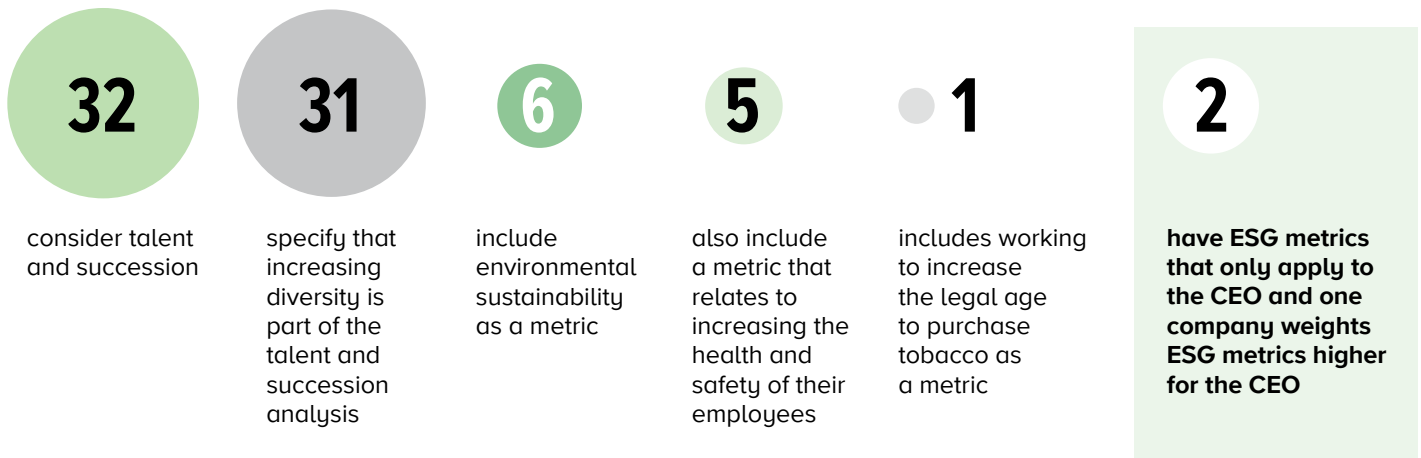 32
consider talent
and succession
31
specify that
increasing
diversity is
part of the
talent and
succession
analysis
6
include
environmental
sustainability
as a metric
5
also include
a metric that
relates to
increasing the
health and
safety of their
employees
1
includes working
to increase
the legal age
to purchase
tobacco as
a metric
2
have ESG metrics
that only apply to
the CEO and one
company weights
ESG metrics higher
for the CEO